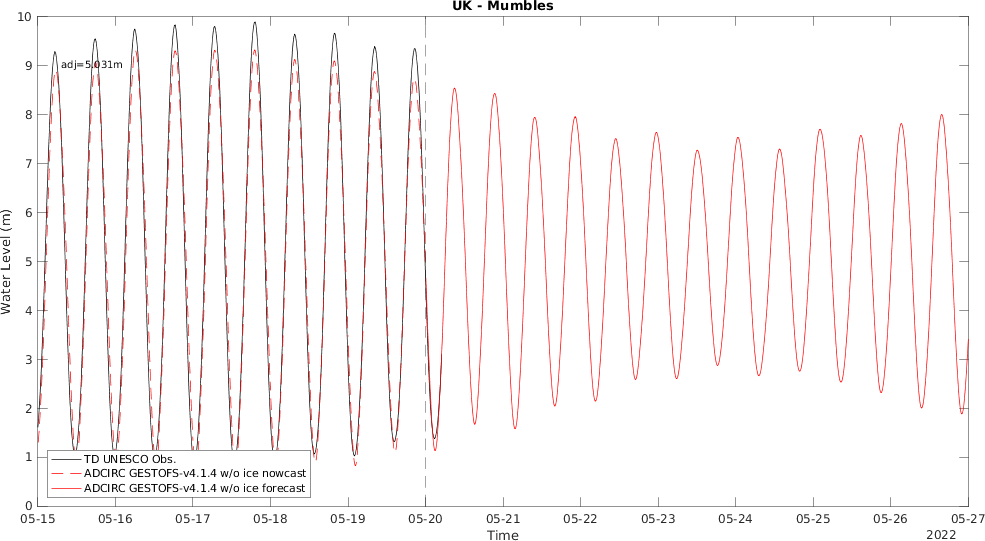 UK - Mumbles
10
9
8
7
6
5
4
3
2
1
0
Water Level (m)
adj=5.031m
TD UNESCO Obs.
ADCIRC GESTOFS-v4.1.4 w/o ice nowcast
ADCIRC GESTOFS-v4.1.4 w/o ice forecast
05-15 05-16 05-17 05-18 05-19 05-20 05-21 05-22 05-23 05-24 05-25 05-26 05-27
Time
2022